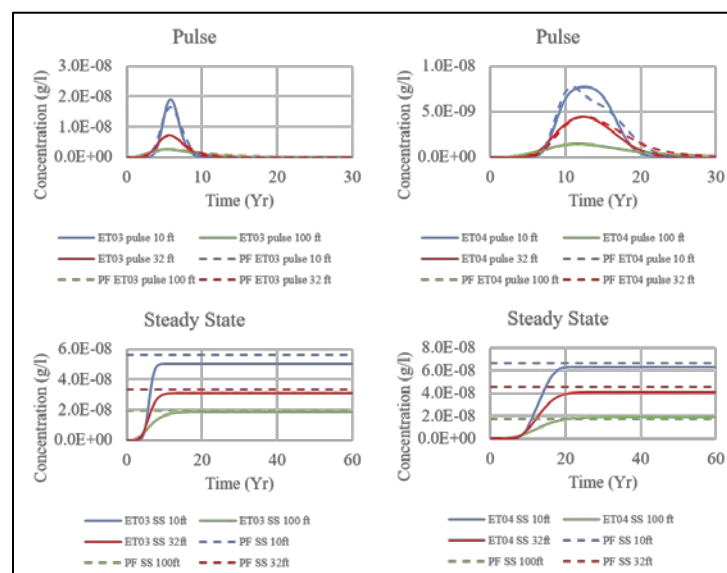 Pulse
Concentration (g/l)
3.0E-08
2.0E-08
1.0E-08
0.0E+00
0 10 20 30
Time (Yr)
ET03 pulse 10 ft ET03 pulse 100 ft
ET03 pulse 32 ft PF ET03 pulse 10 ft
PF ET03 pulse 100 ft PF ET03 pulse 32 ft
Pulse
Concentration (g/l)
1.0E-08
5.0E-09
0.0E+00
0 10 20 30
Time (Yr)
ET04 pulse 10 ft ET04 pulse 100 ft
ET04 pulse 32 ft PF ET04 pulse 10 ft
PF ET04 pulse 100 ft PF ET04 pulse 32 ft
Steady State
Concentration (g/l)
6.0E-08
4.0E-08
2.0E-08
0.0E+00
0 20 40 60
Time (Yr)
ET03 SS 10ft ET03 SS 100 ft
ET03 SS 32ft PF SS 10ft
PF SS 100ft PF SS 32ft
Steady State
Concentration (g/l)
8.0E-08
6.0E-08
4.0E-08
2.0E-08
0.0E+00
0 20 40 60
Time (Yr)
ET04 SS 10ft ET04 SS 100 ft
ET04 SS 32ft PF SS 10ft
PF SS 100ft PF SS 32ft